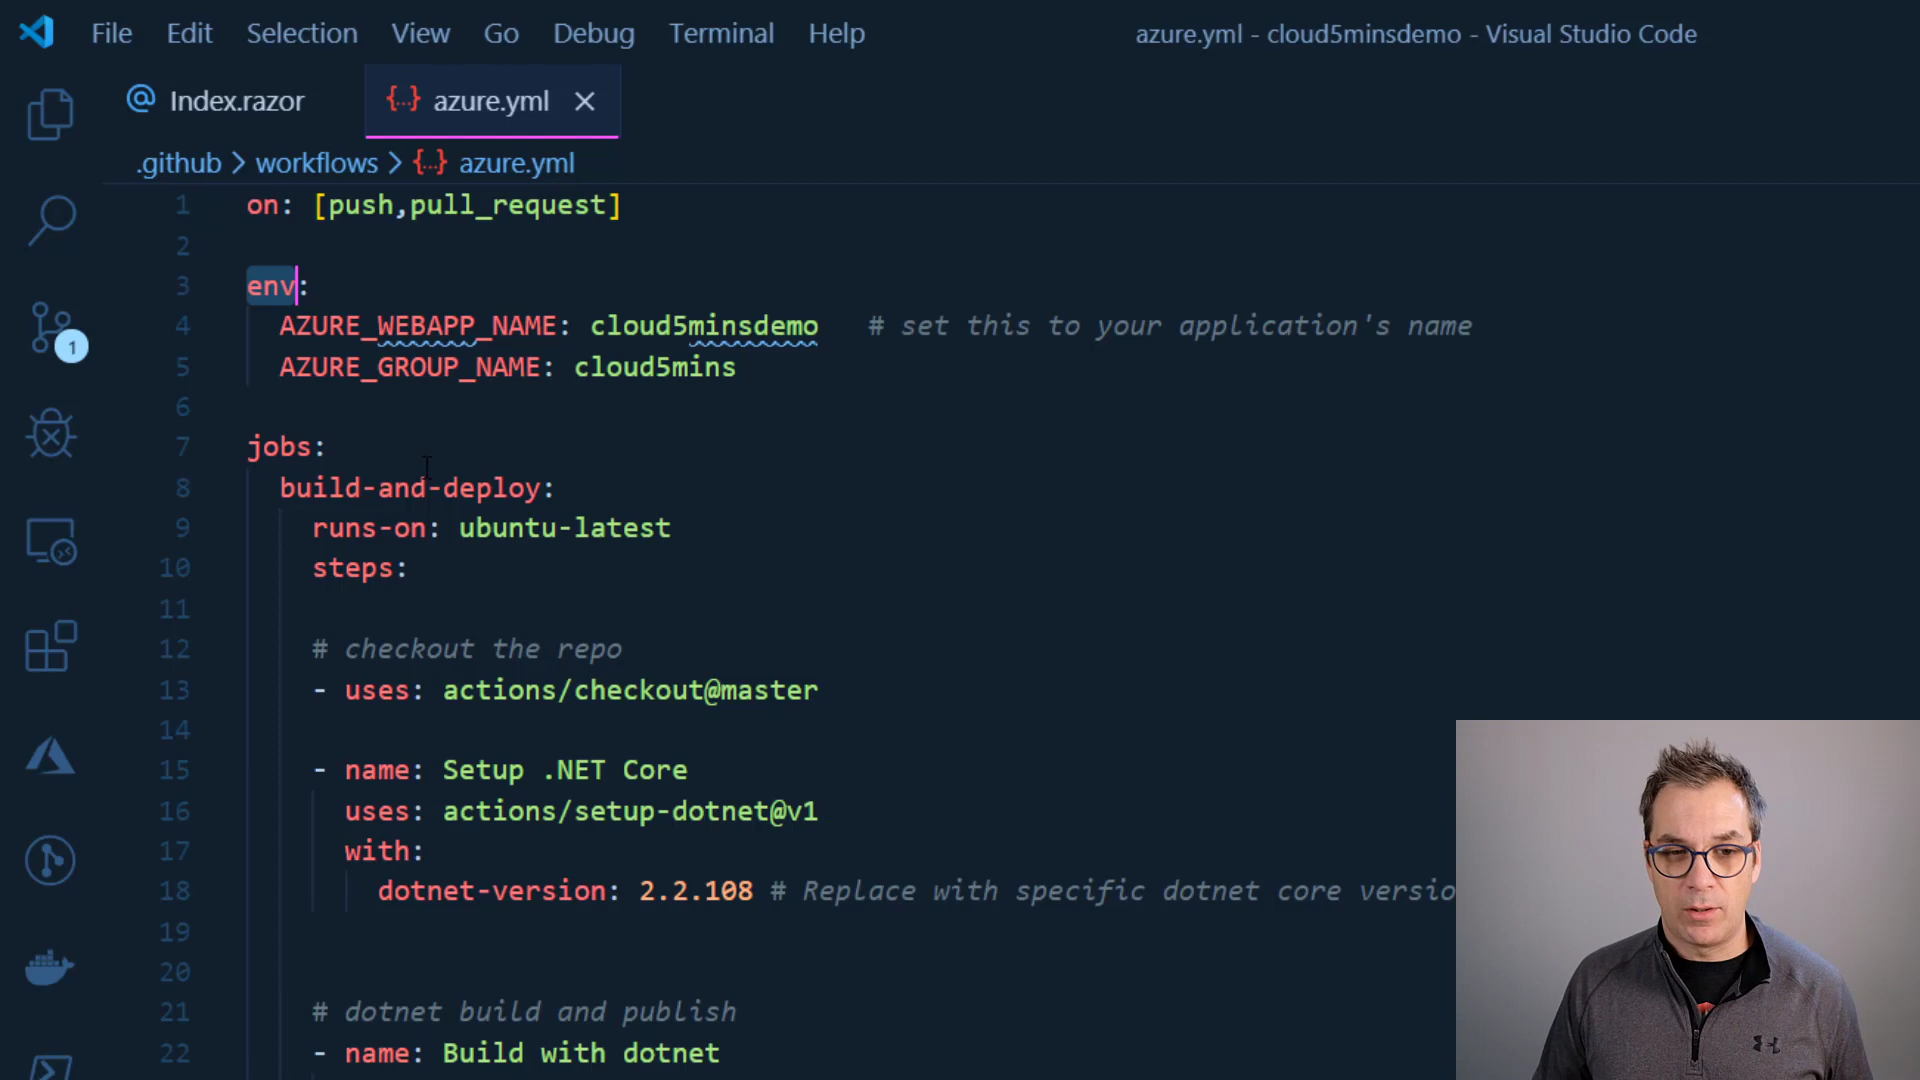 File Edit Selection View Go Debug Terminal Help
azure.yml - cloud5minsdemo - Visual Studio Code
Index.razor
azure.yml
.github > workflows > {..} azure.yml
1 on: [push,pull_request]
2
3 env:
4 AZURE_WEBAPP_NAME: cloud5minsdemo # set this to your application's name
5 AZURE_GROUP_NAME: cloud5mins
6
7 jobs:
8 build-and-deploy:
9 runs-on: ubuntu-latest
10 steps:
11
12 # checkout the repo
13 - uses: actions/checkout@master
14
15 - name: Setup .NET Core
16 uses: actions/setup-dotnet@v1
17 with:
18 dotnet-version: 2.2.108 # Replace with specific dotnet core versio
19
20
21 # dotnet build and publish
22 - name: Build with dotnet
1